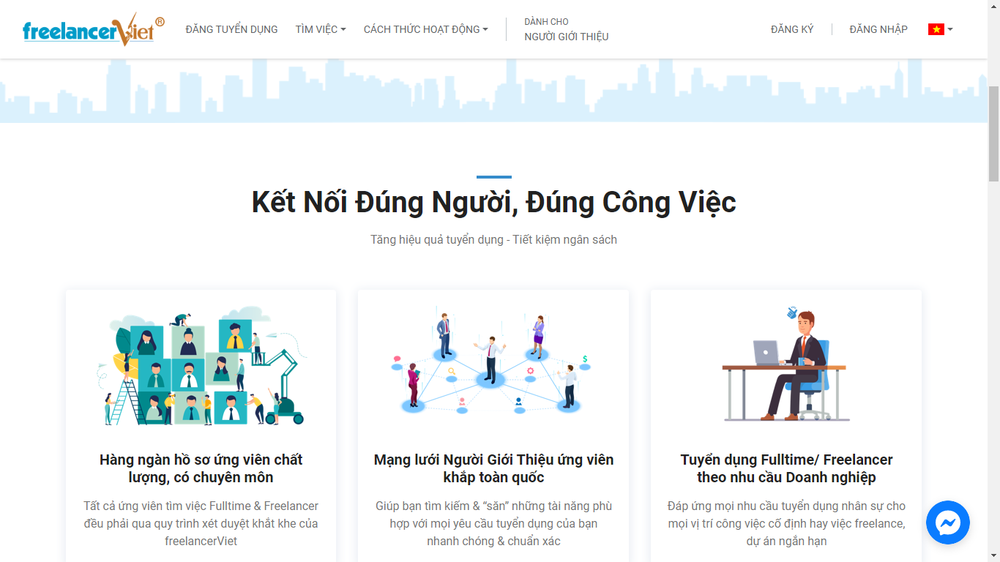 freelancerViet®
ĐĂNG TUYỂN DỤNG
TÌM VIỆC
CÁCH THỨC HOẠT ĐỘNG
DÀNH CHO
NGƯỜI GIỚI THIỆU
ĐĂNG KÝ
ĐĂNG NHẬP
Kết Nối Đúng Người, Đúng Công Việc
Tăng hiệu quả tuyển dụng - Tiết kiệm ngân sách
Hàng ngàn hồ sơ ứng viên chất
lượng, có chuyên môn
Tất cả ứng viên tìm việc Fulltime & Freelancer
đều phải qua quy trình xét duyệt khắt khe của
freelancerViet
$
Mạng lưới Người Giới Thiệu ứng viên
khắp toàn quốc
Giúp bạn tìm kiếm & “săn” những tài năng phù
hợp với mọi yêu cầu tuyển dụng của bạn
nhanh chóng & chuẩn xác
Tuyển dụng Fulltime/ Freelancer
theo nhu cầu Doanh nghiệp
Đáp ứng mọi nhu cầu tuyển dụng nhân sự cho
mọi vị trí công việc cố định hay việc freelance,
dự án ngắn hạn